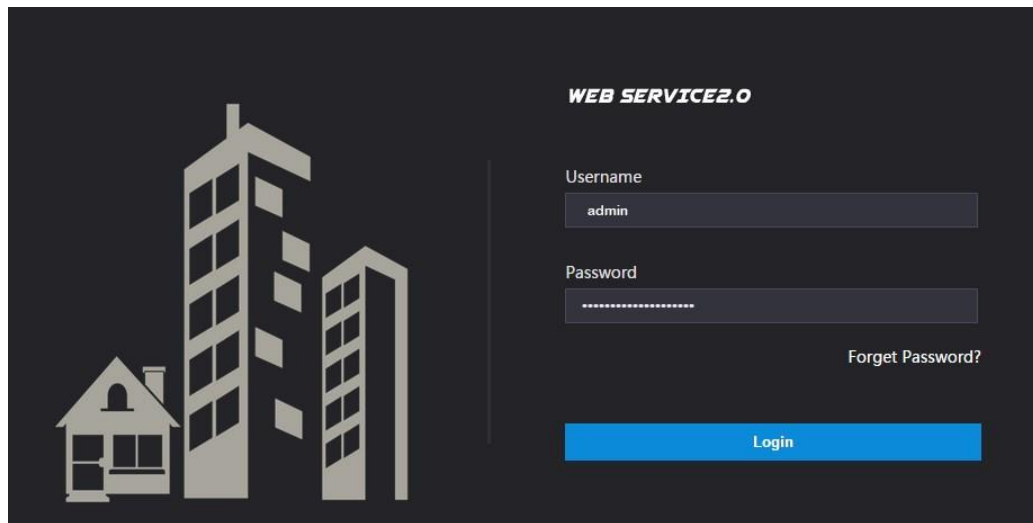 WEB SERVICE2.0
Username
admin
Password
Forget Password?
Login